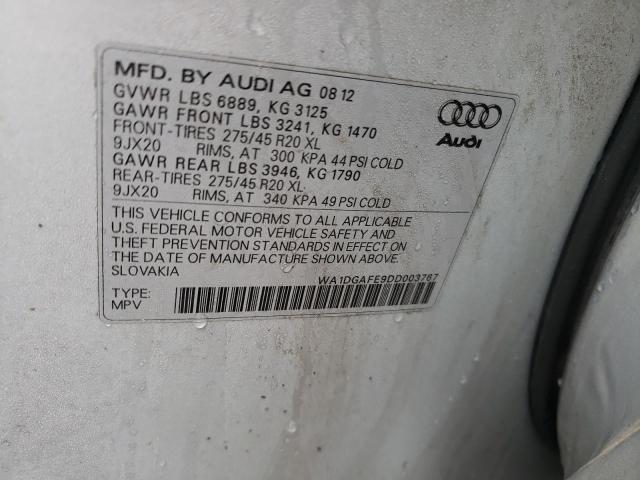 MFD. BY AUDI AG 08 12
GVWR LBS 6889, KG 3125
GAWR FRONT LBS 3241, KG 1470
FRONT-TIRES 275/45 R20 XL
9JX20 RIMS, AT 300 KPA 44 PSI COLD
GAWR REAR LBS 3946, KG 1790
REAR-TIRES 275/45 R20 XL
9JX20 RIMS, AT 340 KPA 49 PSI COLD
Audi
THIS VEHICLE CONFORMS TO ALL APPLICABLE
U.S. FEDERAL MOTOR VEHICLE SAFETY AND
THEFT PREVENTION STANDARDS IN EFFECT ON
THE DATE OF MANUFACTURE SHOWN ABOVE.
SLOVAKIA
WA1DGAFE9DD003767
TYPE:
MPV